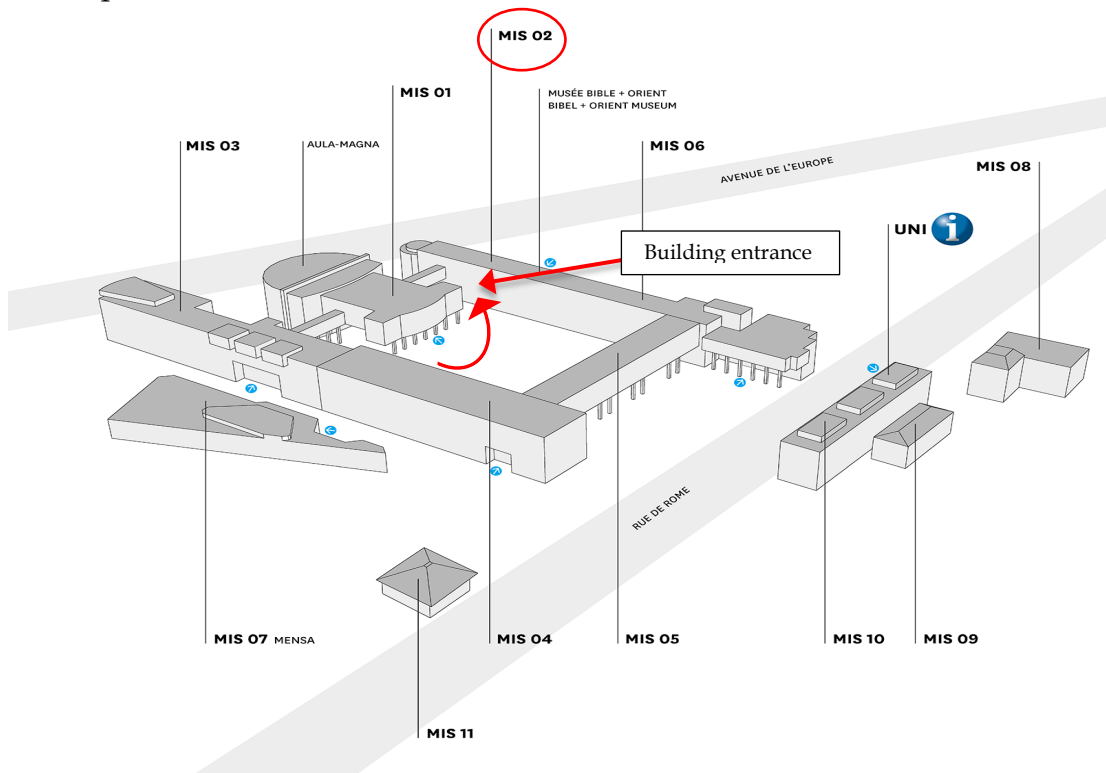 MIS 02
MIS 01
MUSÉE BIBLE + ORIENT
BIBEL + ORIENT MUSEUM
MIS 03
AULA-MAGNA
MIS 06
AVENUE DE L'EUROPE
MIS 08
UNI i
Building entrance
RUE DE ROME
MIS 07 MENSA
MIS 04
MIS 05
MIS 10
MIS 09
MIS 11